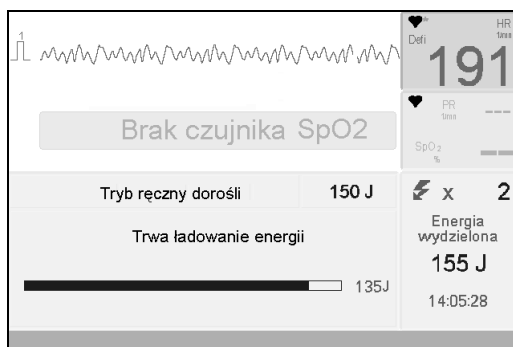 1
Defi
HR
1/min
191
Brak czujnika SpO2
PR
1/min
---
SpO2
%
--
Tryb ręczny dorośli 150 J
x 2
Trwa ładowanie energii
Energia
wydzielona
155 J
135J
14:05:28